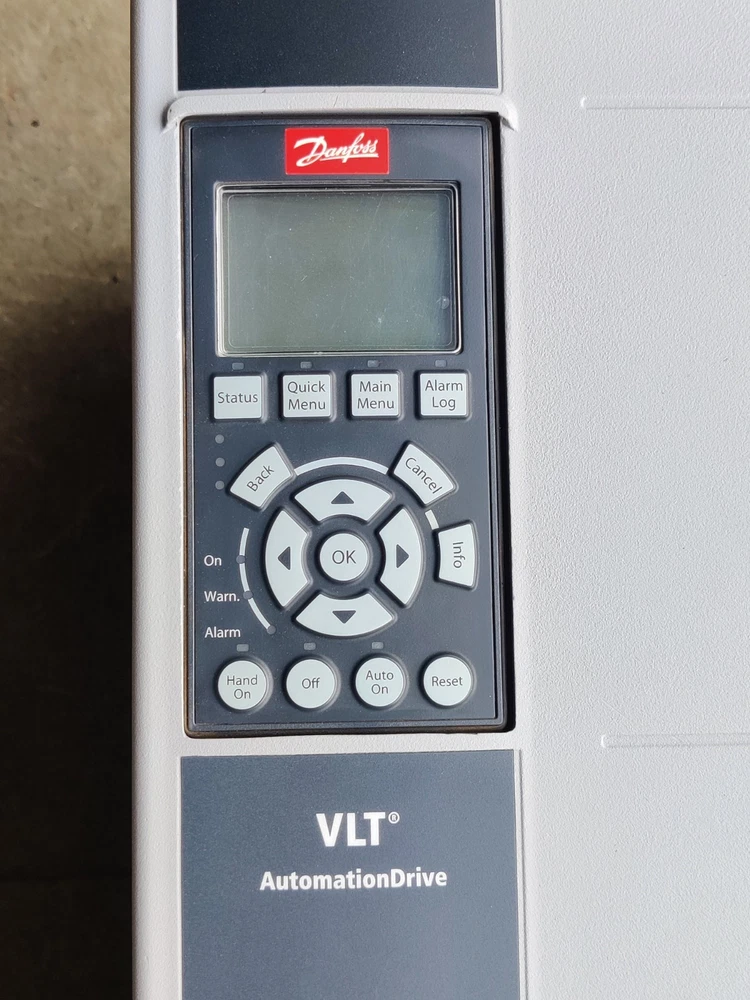 Danfoss
Status
Quick
Menu
Main
Menu
Alarm
Log
Back
Cancel
Info
OK
On
Warn.
Alarm
Hand
On
Off
Auto
On
Reset
VLT®
AutomationDrive